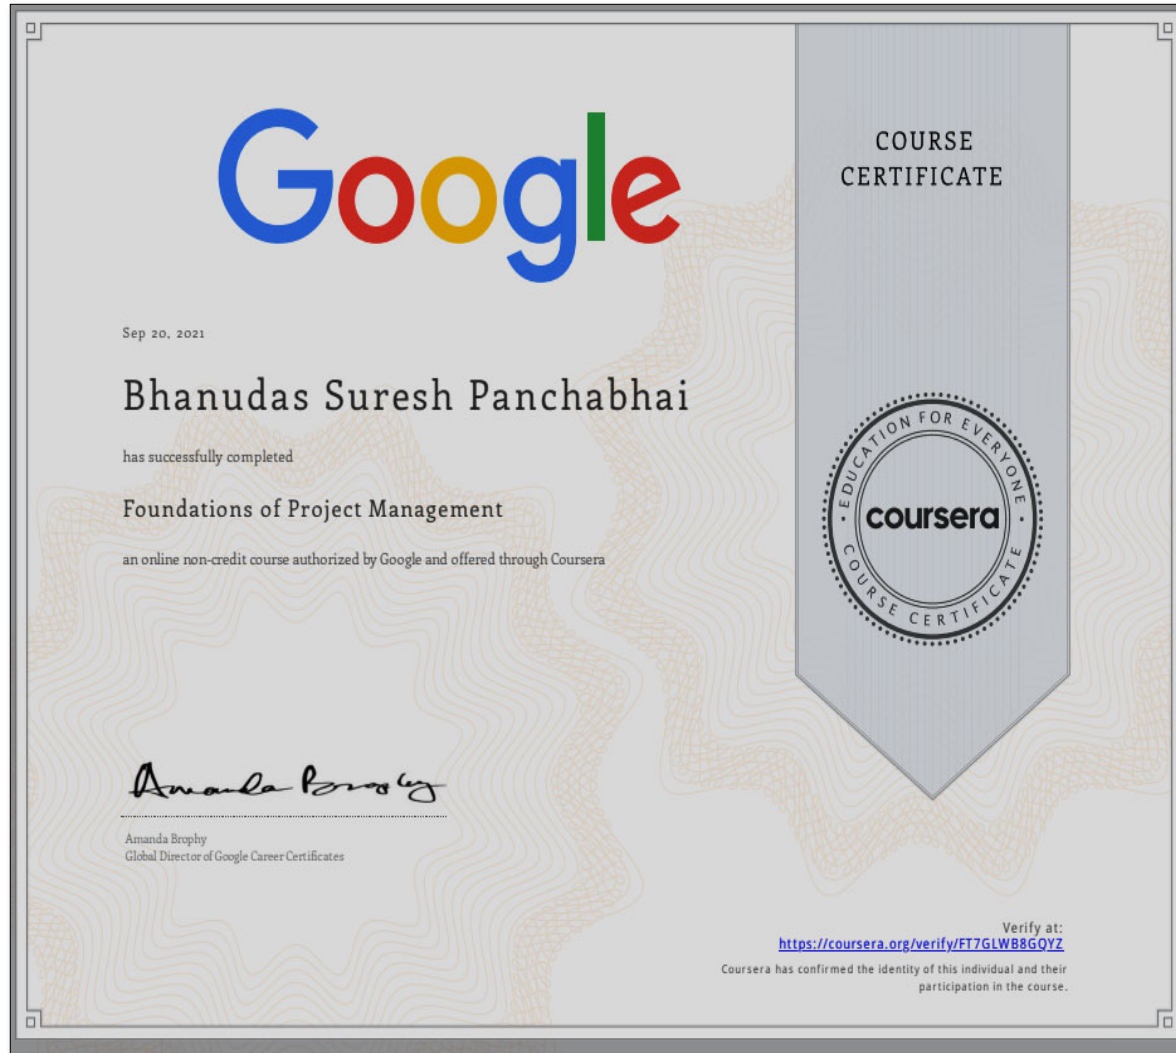 Google
COURSE
CERTIFICATE
Sep 20, 2021
Bhanudas Suresh Panchabhai
has successfully completed
Foundations of Project Management
an online non-credit course authorized by Google and offered through Coursera
EDUCATION FOR EVERYONE
coursera
COURSE CERTIFICATE
Amanda Brophy
Amanda Brophy
Global Director of Google Career Certificates
Verify at:
https://coursera.org/verify/FT7GLWB8GQYZ
Coursera has confirmed the identity of this individual and their
participation in the course.